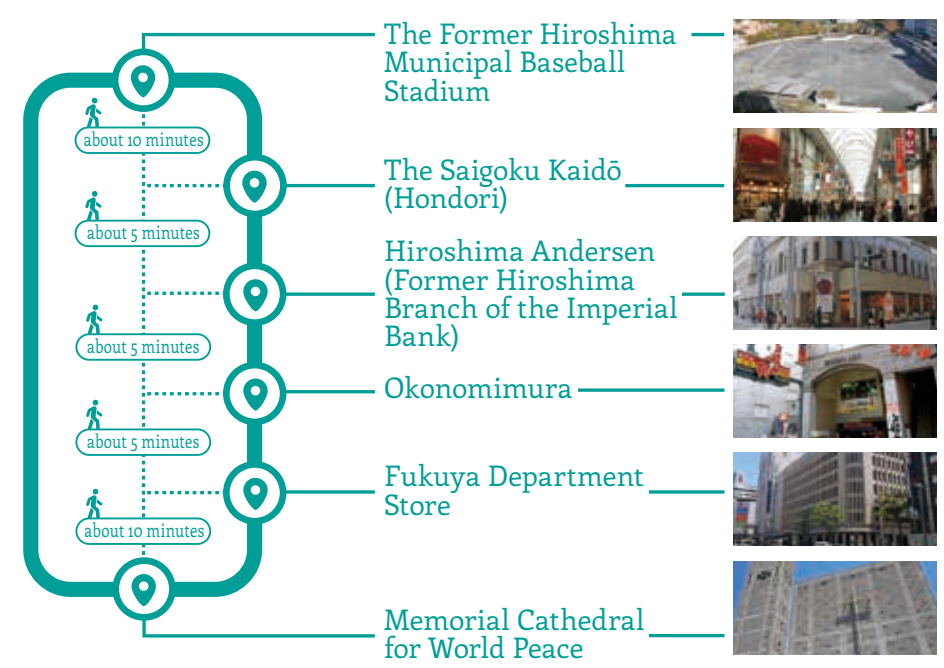 The Former Hiroshima
Municipal Baseball
Stadium
about 10 minutes
The Saigoku Kaidō
(Hondori)
about 5 minutes
Hiroshima Andersen
(Former Hiroshima
Branch of the Imperial
Bank)
about 5 minutes
Okonomimura
about 5 minutes
Fukuya Department
Store
about 10 minutes
Memorial Cathedral
for World Peace